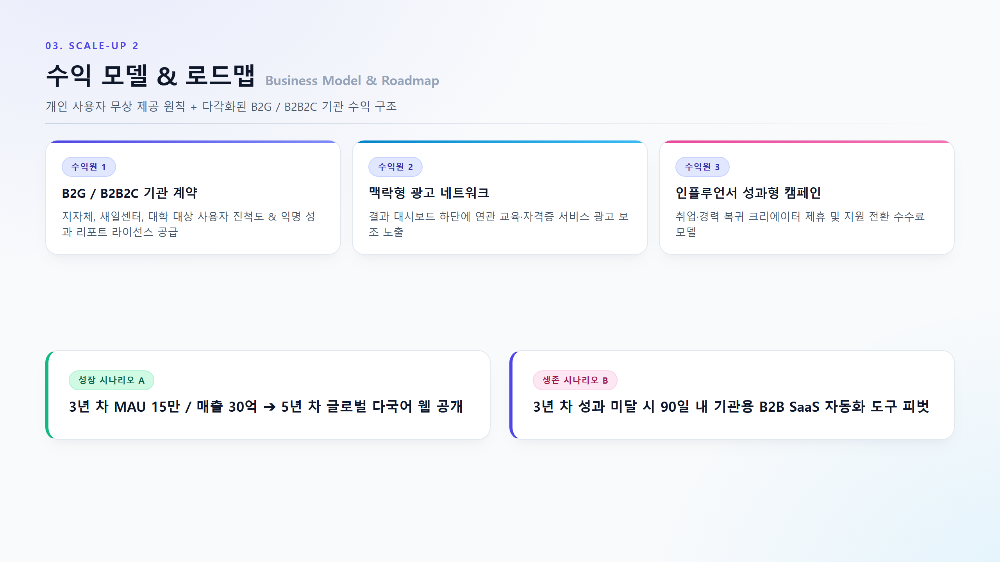 03. SCALE-UP 2
수익 모델 & 로드맵 Business Model & Roadmap
개인 사용자 무상 제공 원칙 + 다각화된 B2G / B2B2C 기관 수익 구조
수익원 1
B2G / B2B2C 기관 계약
지자체, 새일센터, 대학 대상 사용자 진척도 & 익명 성
과 리포트 라이선스 공급
수익원 2
맥락형 광고 네트워크
결과 대시보드 하단에 연관 교육·자격증 서비스 광고 보
조 노출
수익원 3
인플루언서 성과형 캠페인
취업·경력 복귀 크리에이터 제휴 및 지원 전환 수수료
모델
성장 시나리오 A
3년 차 MAU 15만 / 매출 30억 ➔ 5년 차 글로벌 다국어 웹 공개
생존 시나리오 B
3년 차 성과 미달 시 90일 내 기관용 B2B SaaS 자동화 도구 피벗